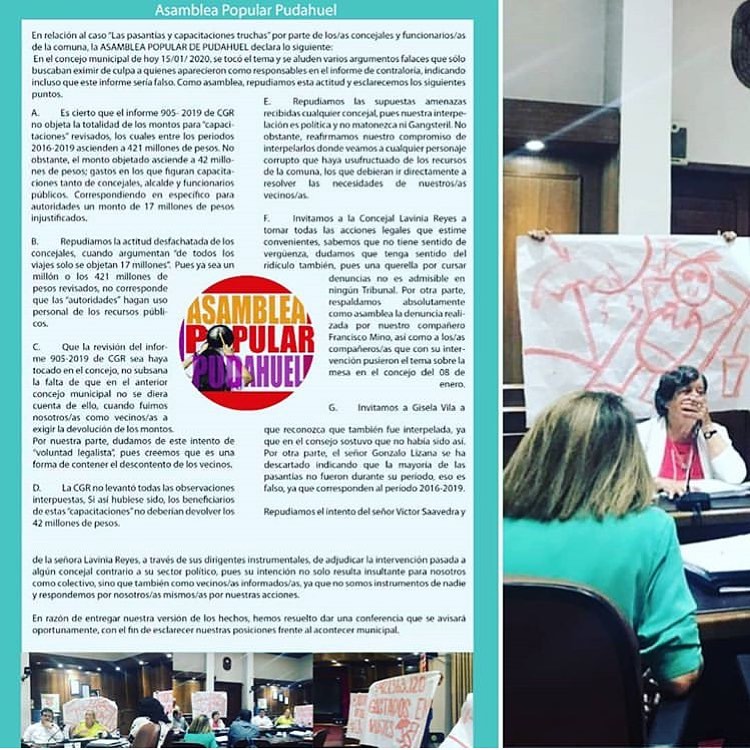 Asamblea Popular Pudahuel
En relación al caso "Las pasantías y capacitaciones truchas" por parte de los/as concejales y funcionarios/as
de la comuna, la ASAMBLEA POPULAR DE PUDAHUEL declara lo siguiente:
En el concejo municipal de hoy 15/01/ 2020, se tocó el tema y se aluden varios argumentos falaces que sólo
buscaban eximir de culpa a quienes aparecieron como responsables en el informe de contraloría, indicando
incluso que este informe sería falso. Como asamblea, repudiamos esta actitud y esclarecemos los siguientes
puntos.
A. Es cierto que el informe 905- 2019 de CGR
no objeta la totalidad de los montos para "capaci-
taciones" revisados, los cuales entre los periodos
2016-2019 ascienden a 421 millones de pesos. No
obstante, el monto objetado asciende a 42 millo-
nes de pesos; gastos en los que figuran capacita-
ciones tanto de concejales, alcalde y funcionarios
públicos. Correspondiendo en específico para
autoridades un monto de 17 millones de pesos
injustificados.
B. Repudiamos la actitud desfachatada de los
concejales, cuando argumentan "de todos los
viajes solo se objetan 17 millones". Pues ya sea un
millón o los 421 millones de
pesos revisados, no corresponde
que las "autoridades" hagan uso
personal de los recursos públi-
cos.
C. Que la revisión del infor-
me 905-2019 de CGR sea haya
tocado en el concejo, no subsana
la falta de que en el anterior
concejo municipal no se diera
cuenta de ello, cuando fuimos
nosotros/as como vecinos/as a
exigir la devolución de los montos.
Por nuestra parte, dudamos de este intento de
"voluntad legalista", pues creemos que es una
forma de contener el descontento de los vecinos.
D. La CGR no levantó todas las observaciones
interpuestas, Si así hubiese sido, los beneficiarios
de estas "capacitaciones" no deberían devolver los
42 millones de pesos.
E. Repudiamos las supuestas amenazas
recibidas cualquier concejal, pues nuestra interpe-
lación es política y no matonezca ni Gangsteril. No
obstante, reafirmamos nuestro compromiso de
interpelarlos donde veamos a cualquier personaje
corrupto que haya usufructuado de los recursos
de la comuna, los que debieran ir directamente a
resolver las necesidades de nuestros/as
vecinos/as.
F. Invitamos a la Concejal Lavinia Reyes a
tomar todas las acciones legales que estime
convenientes, sabemos que no tiene sentido de
vergüenza, dudamos que tenga sentido del
ridículo también, pues una querella por cursar
denuncias no es admisible en
ningún Tribunal. Por otra parte,
respaldamos absolutamente
como asamblea la denuncia reali-
zada por nuestro compañero
Francisco Mino, así como a los/as
compañeros/as que con su inter-
vención pusieron el tema sobre la
mesa en el concejo del 08 de
enero.
G. Invitamos a Gisela Vila a
que reconozca que también fue interpelada, ya
que en el consejo sostuvo que no había sido así.
Por otra parte, el señor Gonzalo Lizana se ha
descartado indicando que la mayoría de las
pasantías no fueron durante su periodo, eso es
falso, ya que corresponden al periodo 2016-2019.
Repudiamos el intento del señor Victor Saavedra y
ASAMBLEA
POPULAR
PUDAHUEL
de la señora Lavinia Reyes, a través de sus dirigentes instrumentales, de adjudicar la intervención pasada a
algún concejal contrario a su sector político, pues su intención no solo resulta insultante para nosotros
como colectivo, sino que también como vecinos/as informados/as, ya que no somos instrumentos de nadie
y respondemos por nosotros/as mismos/as por nuestras acciones.
En razón de entregar nuestra versión de los hechos, hemos resuelto dar una conferencia que se avisará
oportunamente, con el fin de esclarecer nuestras posiciones frente al acontecer municipal.
GASTADOS EN